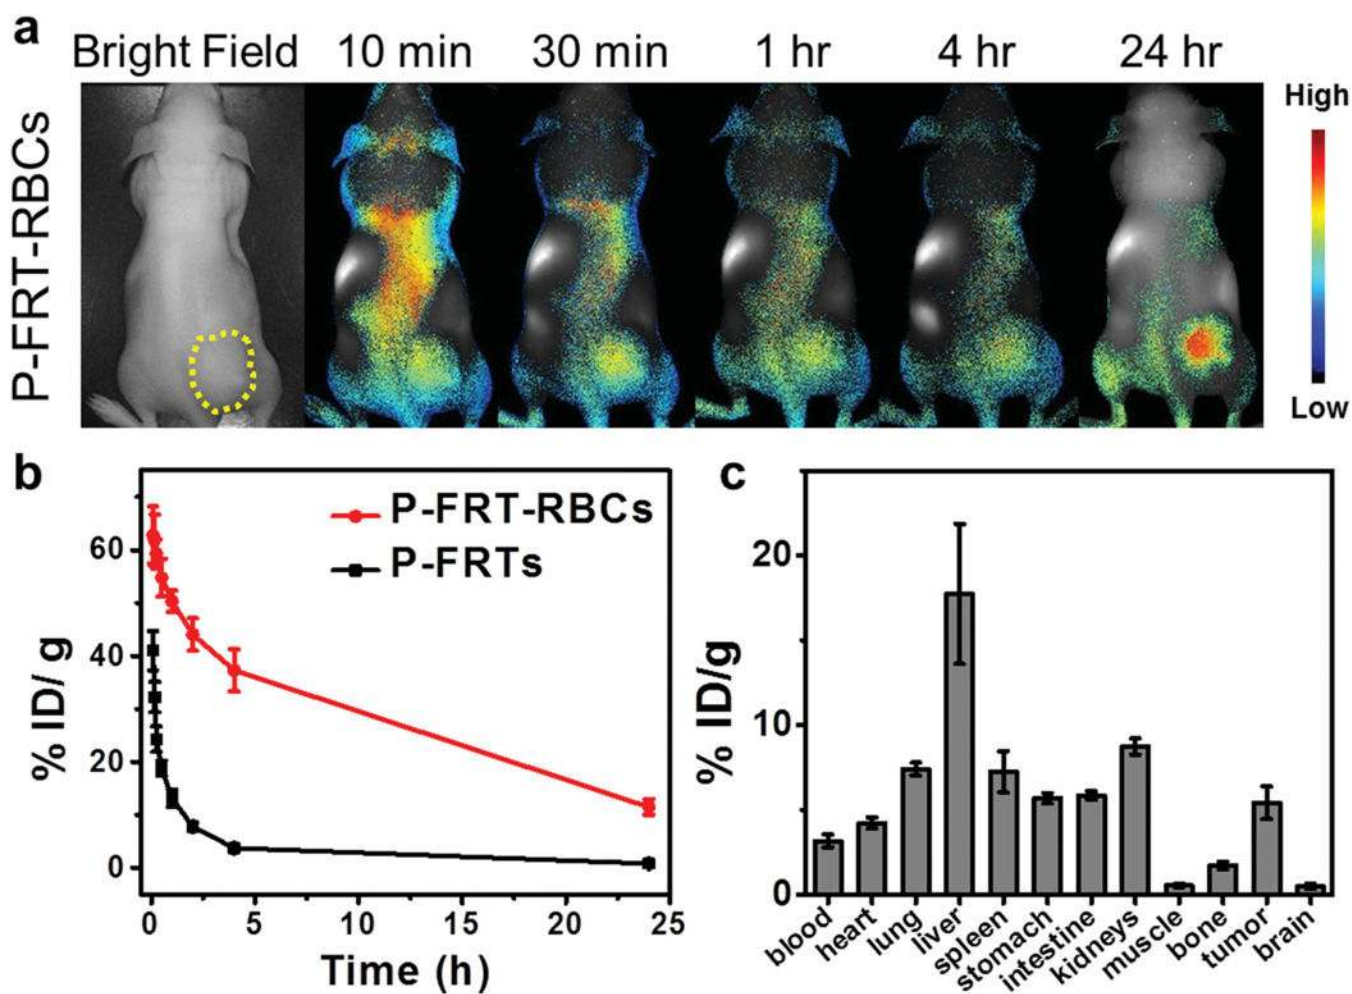 a
Bright Field 10 min 30 min 1 hr 4 hr 24 hr
P-FRT-RBCs
High
Low
b
P-FRT-RBCs
P-FRTs
% ID/ g
60
40
20
0
0 5 10 15 20 25
Time (h)
c
% ID/g
20
10
0
blood heart lung liver spleen stomach intestine kidneys muscle bone tumor brain